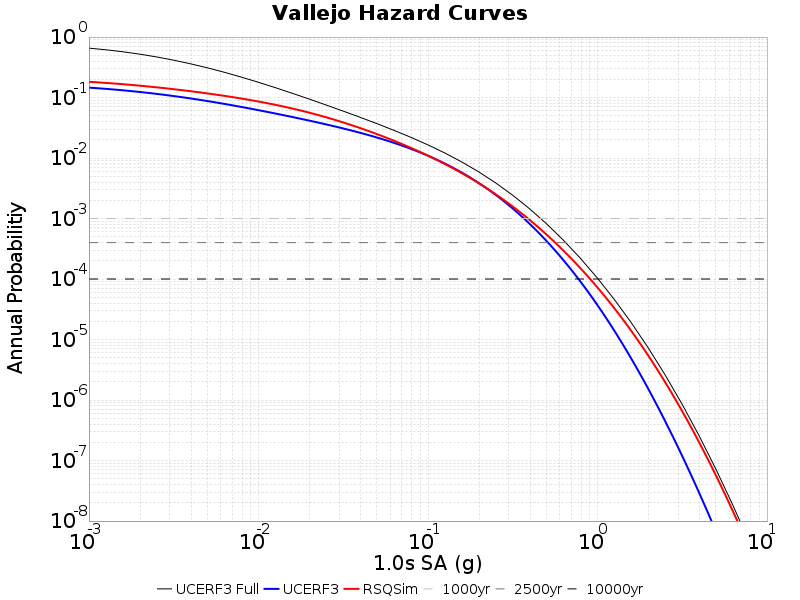 Vallejo Hazard Curves
10^0
10^-1
10^-2
10^-3
10^-4
10^-5
10^-6
10^-7
10^-8
Annual Probabilitiy
10^-3 10^-2 10^-1 10^0 10^1
1.0s SA (g)
UCERF3 Full UCERF3 RSQSim 1000yr 2500yr 10000yr